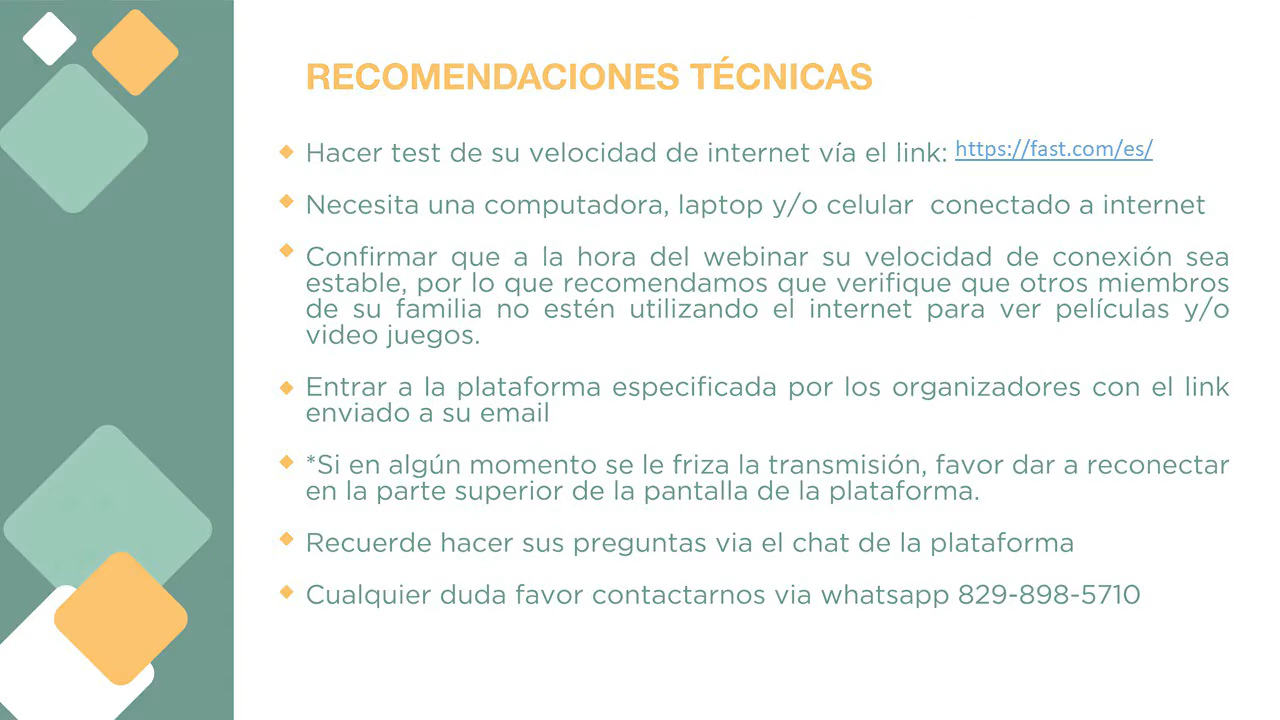 RECOMENDACIONES TÉCNICAS
Hacer test de su velocidad de internet vía el link: https://fast.com/es/
Necesita una computadora, laptop y/o celular  conectado a internet
Confirmar que a la hora del webinar su velocidad de conexión sea
estable, por lo que recomendamos que verifique que otros miembros
de su familia no estén utilizando el internet para ver películas y/o
video juegos.
Entrar a la plataforma especificada por los organizadores con el link
enviado a su email
*Si en algún momento se le friza la transmisión, favor dar a reconectar
en la parte superior de la pantalla de la plataforma.
Recuerde hacer sus preguntas via el chat de la plataforma
Cualquier duda favor contactarnos via whatsapp 829-898-5710